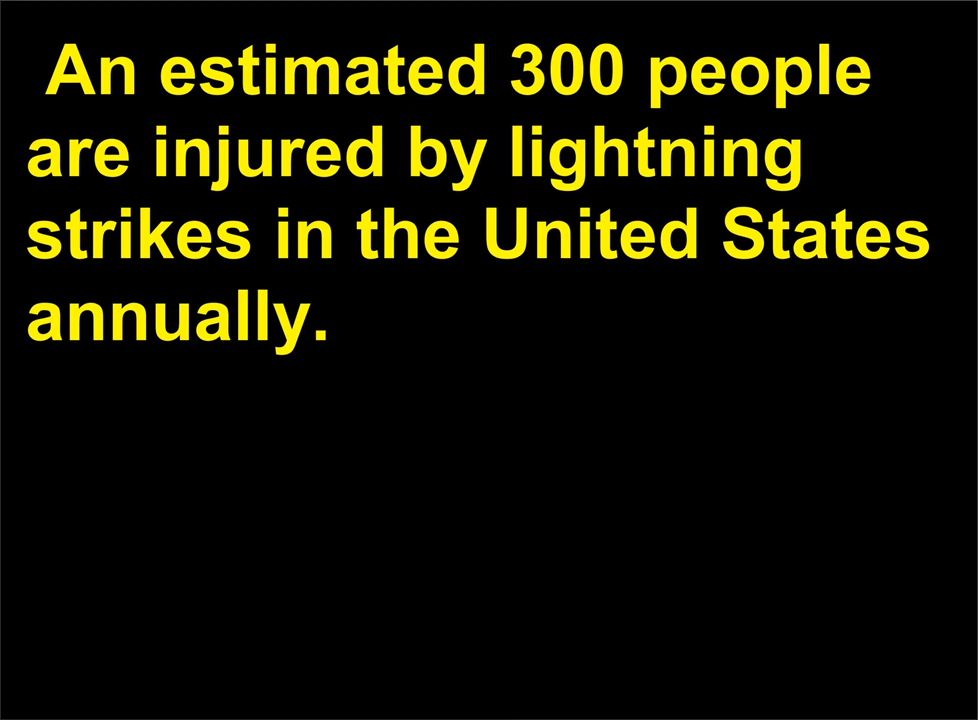 An estimated 300 people
are injured by lightning
strikes in the United States
annually.